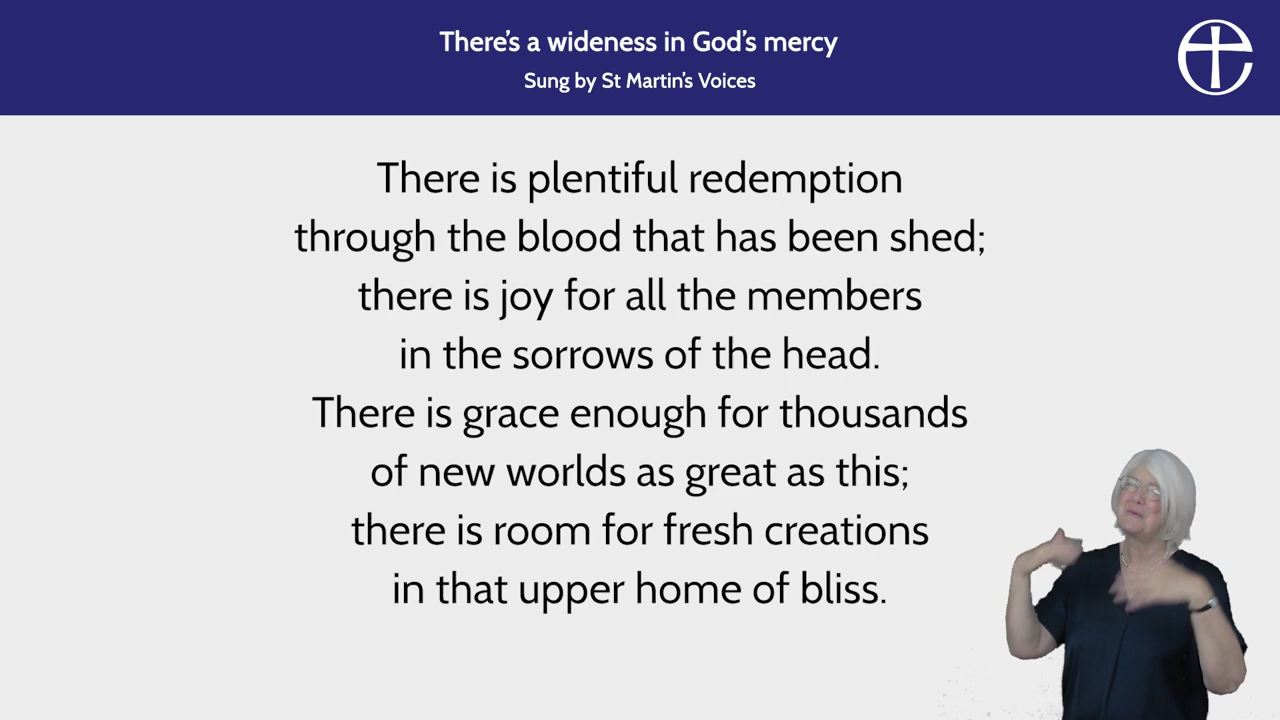 There's a wideness in God's mercy
Sung by St Martin's Voices
There is plentiful redemption
through the blood that has been shed;
there is joy for all the members
in the sorrows of the head.
There is grace enough for thousands
of new worlds as great as this;
there is room for fresh creations
in that upper home of bliss.